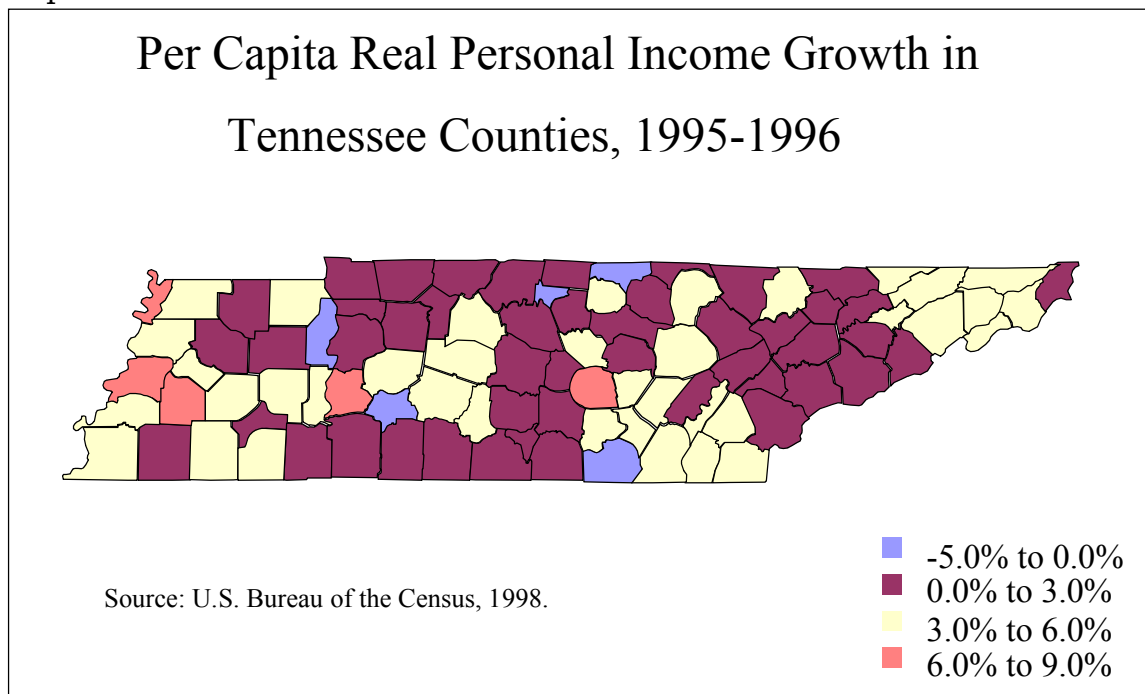 Per Capita Real Personal Income Growth in
Tennessee Counties, 1995-1996
-5.0% to 0.0%
0.0% to 3.0%
3.0% to 6.0%
6.0% to 9.0%
Source: U.S. Bureau of the Census, 1998.